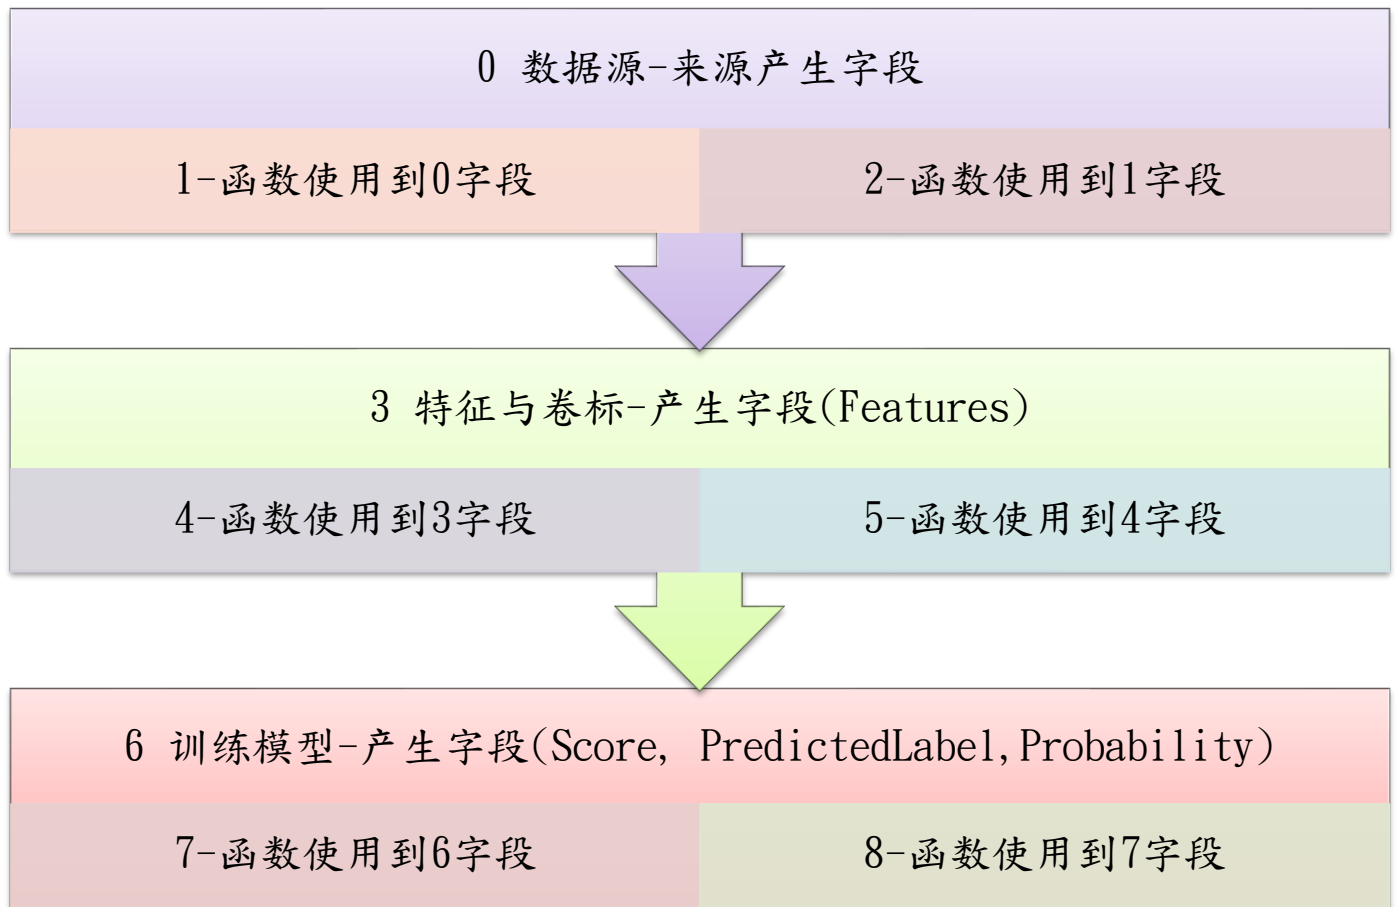 0 数据源-来源产生字段
1-函数使用到0字段
2-函数使用到1字段
3 特征与卷标-产生字段(Features)
4-函数使用到3字段
5-函数使用到4字段
6 训练模型-产生字段(Score, PredictedLabel,Probability)
7-函数使用到6字段
8-函数使用到7字段